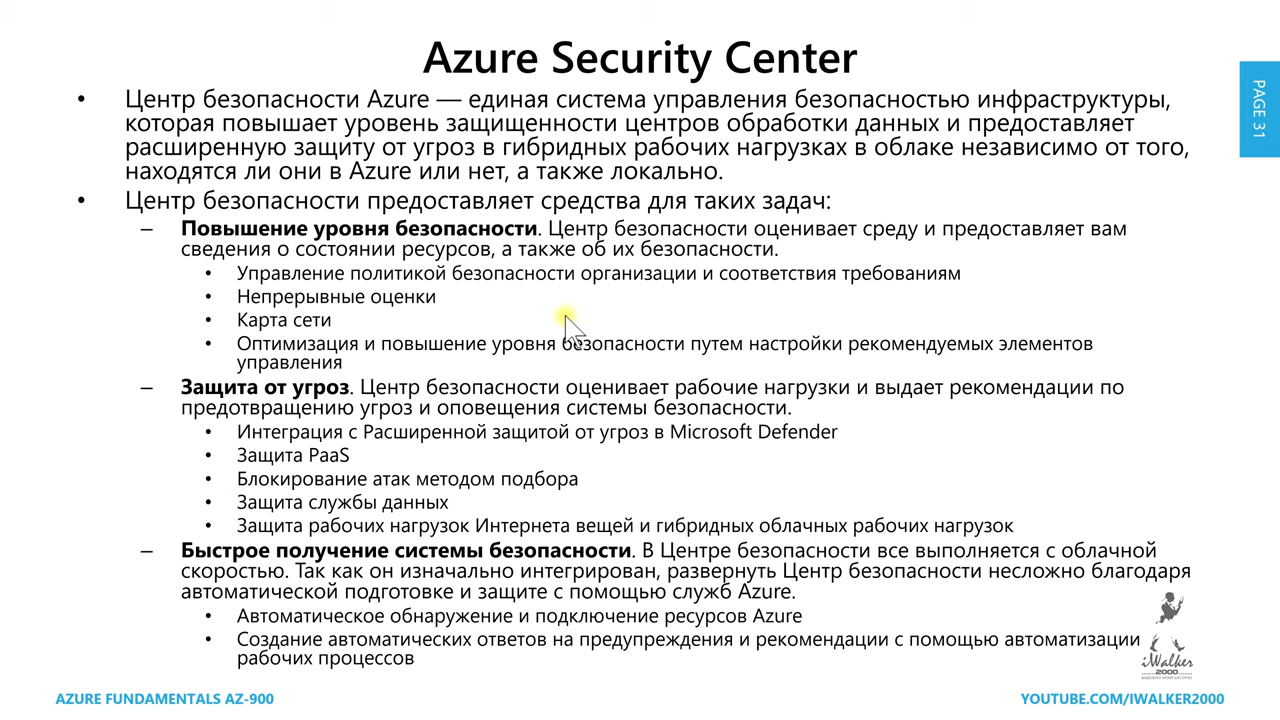 Azure Security Center
• Центр безопасности Azure — единая система управления безопасностью инфраструктуры,
которая повышает уровень защищенности центров обработки данных и предоставляет
расширенную защиту от угроз в гибридных рабочих нагрузках в облаке независимо от того,
находятся ли они в Azure или нет, а также локально.
• Центр безопасности предоставляет средства для таких задач:
– Повышение уровня безопасности. Центр безопасности оценивает среду и предоставляет вам
сведения о состоянии ресурсов, а также об их безопасности.
• Управление политикой безопасности организации и соответствия требованиям
• Непрерывные оценки
• Карта сети
• Оптимизация и повышение уровня безопасности путем настройки рекомендуемых элементов
управления
– Защита от угроз. Центр безопасности оценивает рабочие нагрузки и выдает рекомендации по
предотвращению угроз и оповещения системы безопасности.
• Интеграция с Расширенной защитой от угроз в Microsoft Defender
• Защита PaaS
• Блокирование атак методом подбора
• Защита службы данных
• Защита рабочих нагрузок Интернета вещей и гибридных облачных рабочих нагрузок
– Быстрое получение системы безопасности. В Центре безопасности все выполняется с облачной
скоростью. Так как он изначально интегрирован, развернуть Центр безопасности несложно благодаря
автоматической подготовке и защите с помощью служб Azure.
• Автоматическое обнаружение и подключение ресурсов Azure
• Создание автоматических ответов на предупреждения и рекомендации с помощью автоматизации
рабочих процессов
PAGE 31
iWalker
2000
AZURE FUNDAMENTALS AZ-900
YOUTUBE.COM/IWALKER2000